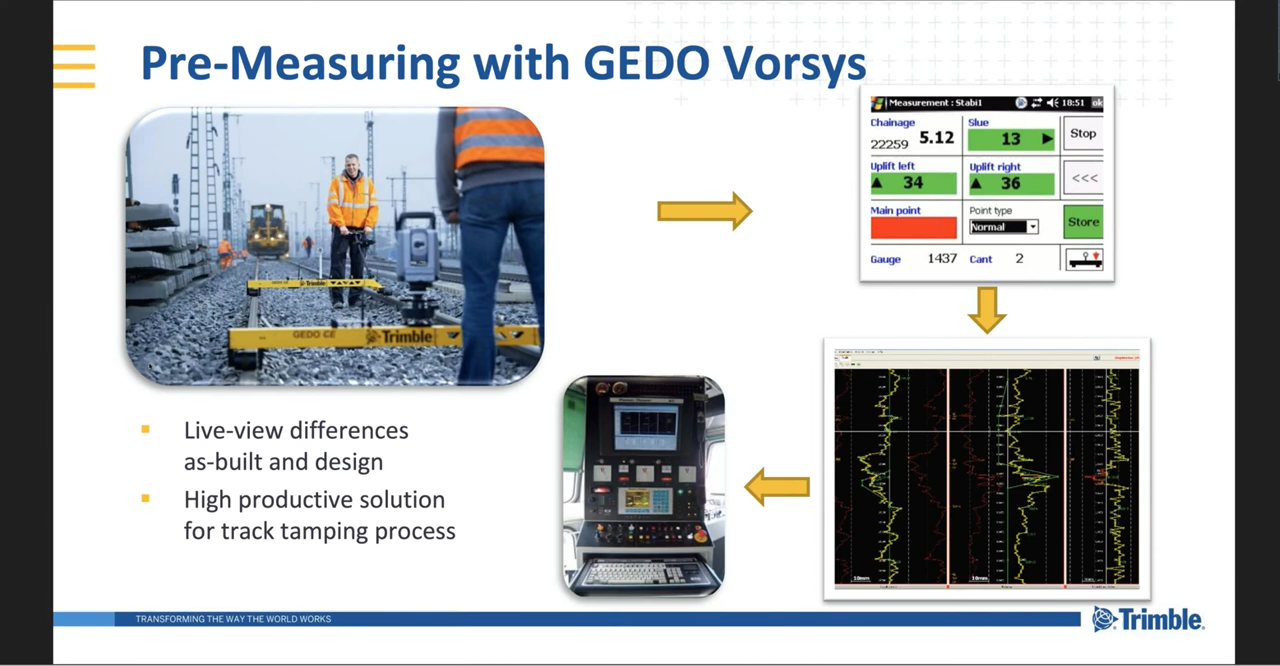 Pre-Measuring with GEDO Vorsys
Trimble
GEDO CE
Trimble
Measurement : Stabi1
18:51
ok
Chainage
22259 5.12
Slue
13
Stop
Uplift left
34
Uplift right
36
<<<
Main point
Point type
Normal
Store
Gauge 1437
Cant 2
10mm
10mm
Live-view differences
as-built and design
High productive solution
for track tamping process
TRANSFORMING THE WAY THE WORLD WORKS
Trimble